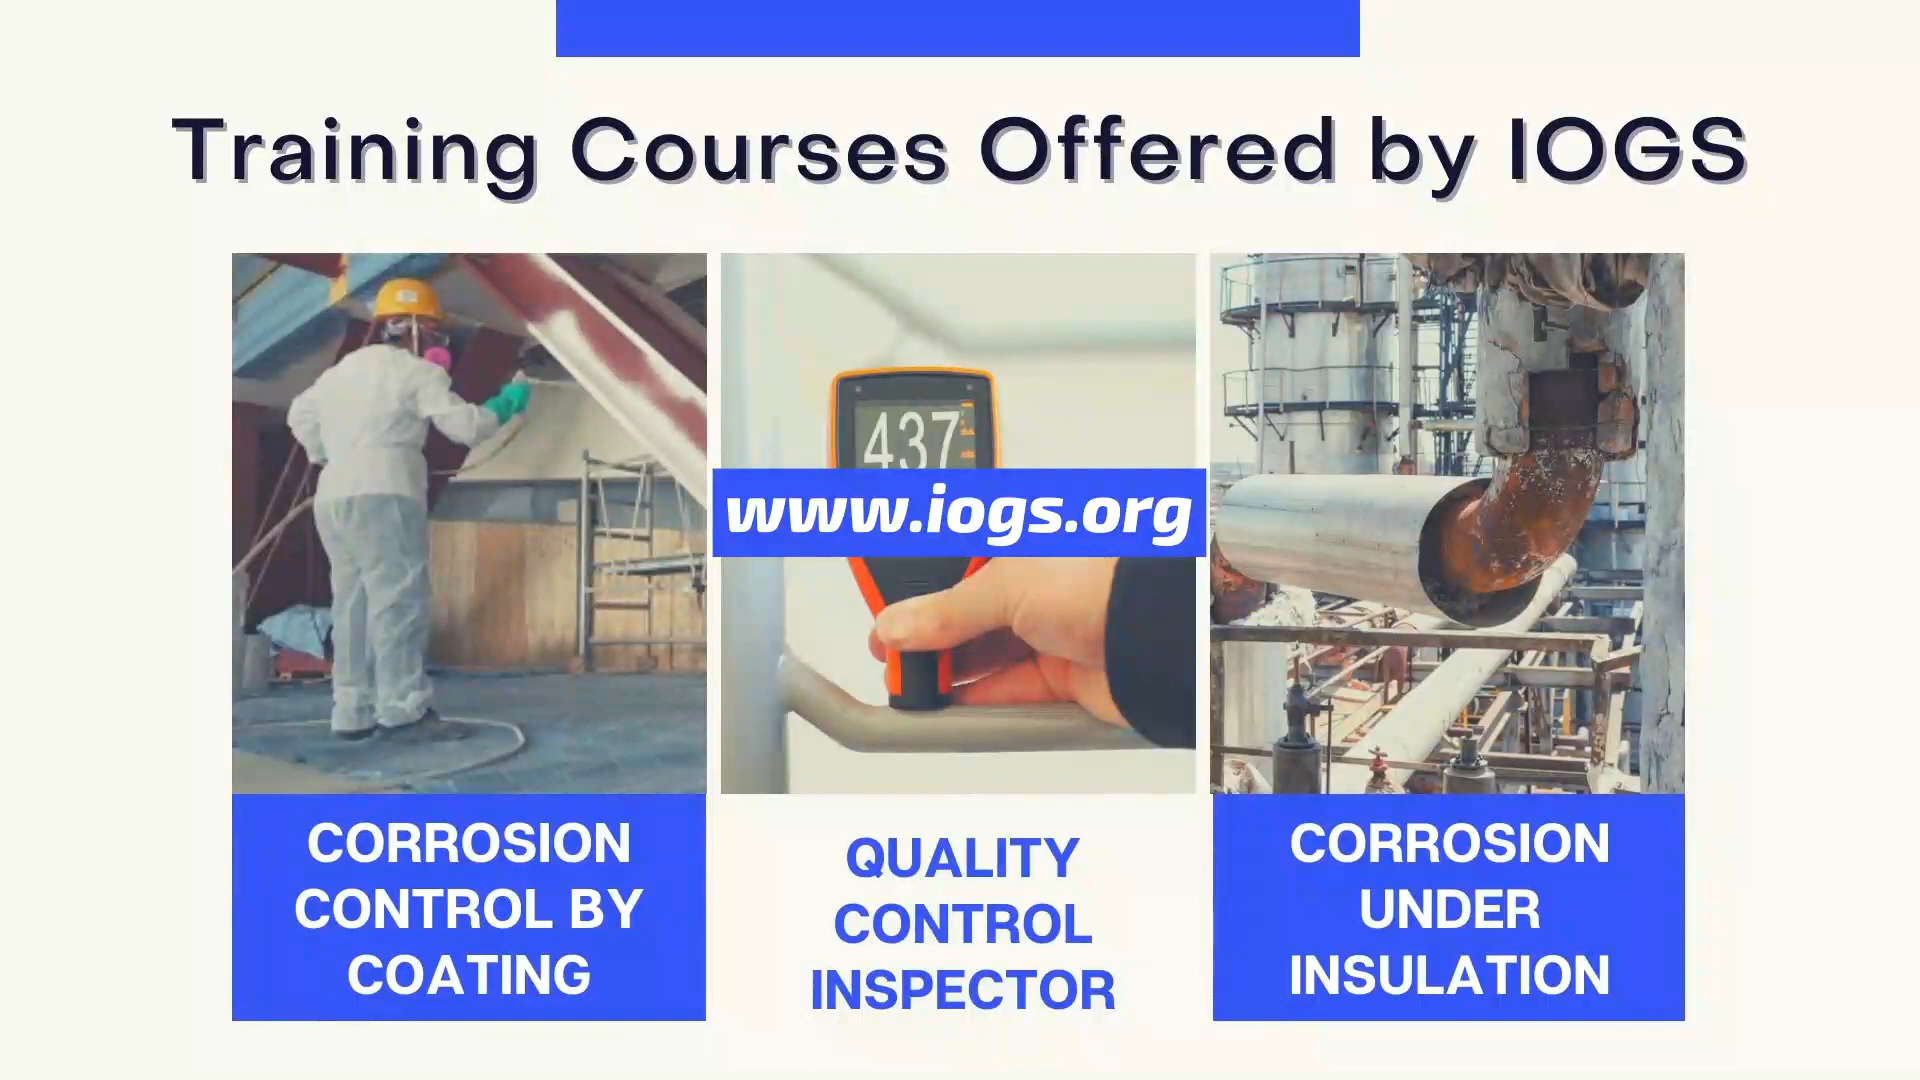 Training Courses Offered by IOGS
437
www.iogs.org
CORROSION
CONTROL BY
COATING
QUALITY
CONTROL
INSPECTOR
CORROSION
UNDER
INSULATION